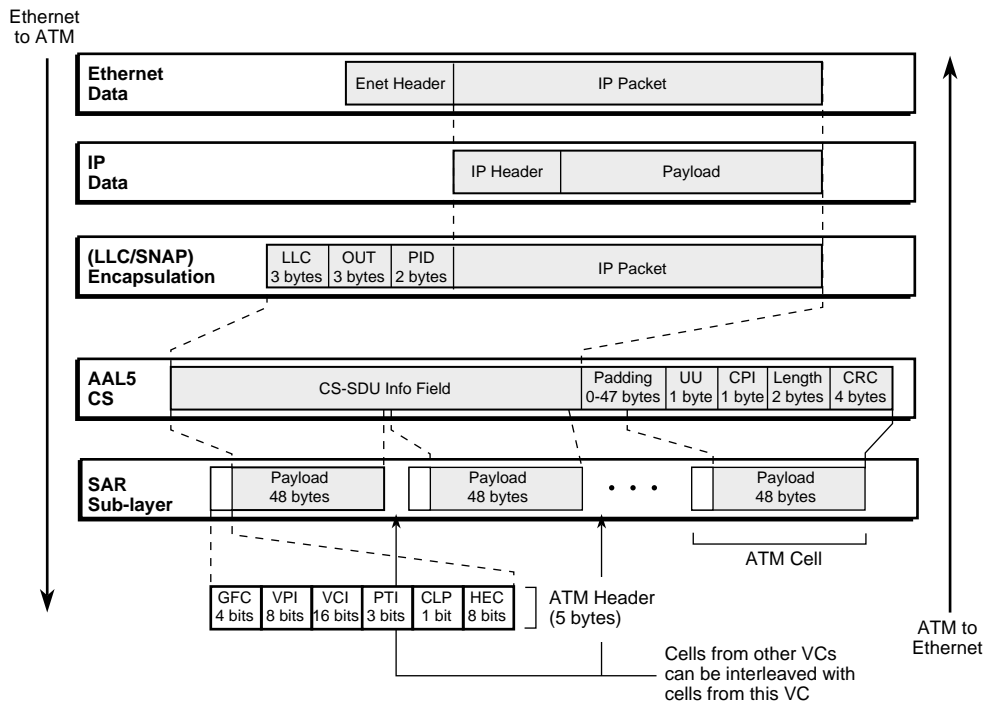 Ethernet
to ATM
Ethernet
Data
Enet Header
IP Packet
IP
Data
IP Header
Payload
(LLC/SNAP)
Encapsulation
LLC
3 bytes
OUT
3 bytes
PID
2 bytes
IP Packet
AAL5
CS
CS-SDU Info Field
Padding
0-47 bytes
UU
1 byte
CPI
1 byte
Length
2 bytes
CRC
4 bytes
SAR
Sub-layer
Payload
48 bytes
Payload
48 bytes
• • •
Payload
48 bytes
ATM Cell
GFC
4 bits
VPI
8 bits
VCI
16 bits
PTI
3 bits
CLP
1 bit
HEC
8 bits
ATM Header
(5 bytes)
ATM to
Ethernet
Cells from other VCs
can be interleaved with
cells from this VC